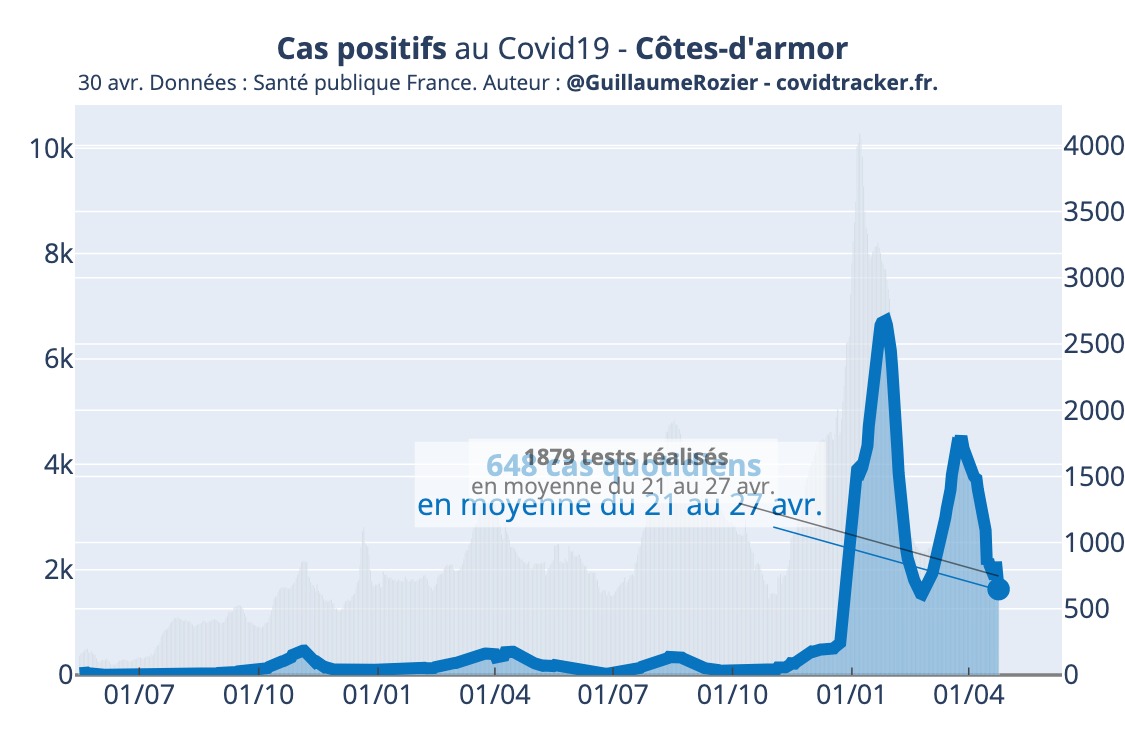 Cas positifs au Covid19 - Côtes-d'armor
30 avr. Données : Santé publique France. Auteur : @GuillaumeRozier - covidtracker.fr.
10k
8k
6k
4k
2k
0
4000
3500
3000
2500
2000
1500
1000
500
0
1879 tests réalisés
en moyenne du 21 au 27 avr.
648 cas quotidiens
en moyenne du 21 au 27 avr.
01/07 01/10 01/01 01/04 01/07 01/10 01/01 01/04